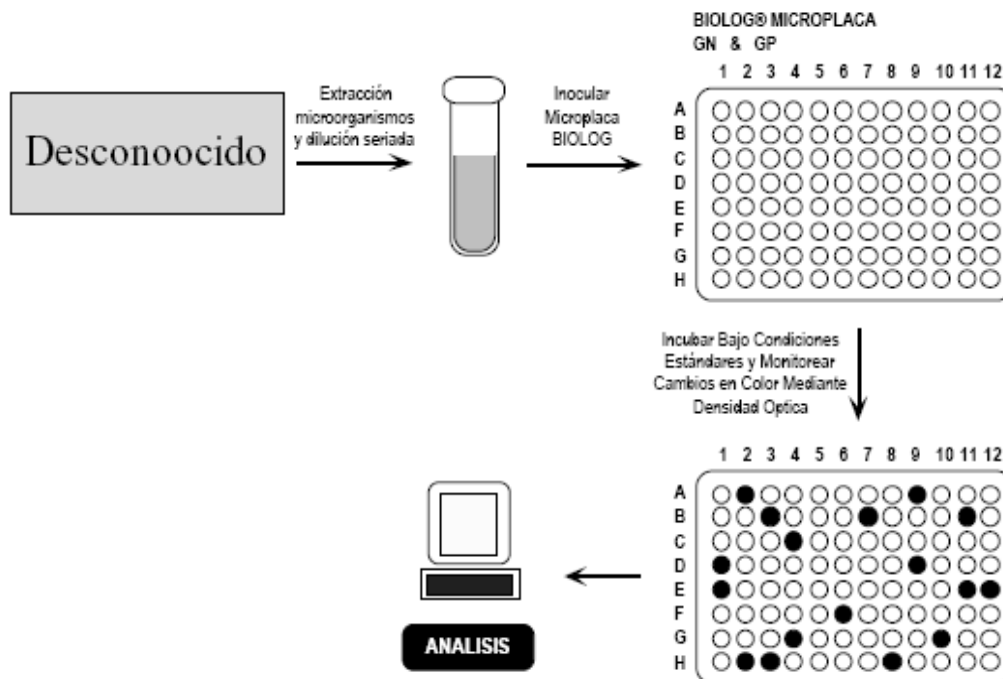 Desconoocido
Extracción
microorganismos
y dilución seriada
Inocular
Microplaca
BIOLOG
BIOLOG® MICROPLACA
GN & GP
1 2 3 4 5 6 7 8 9 10 11 12
A
B
C
D
E
F
G
H
Incubar Bajo Condiciones
Estándares y Monitorear
Cambios en Color Mediante
Densidad Optica
1 2 3 4 5 6 7 8 9 10 11 12
A
B
C
D
E
F
G
H
ANALISIS